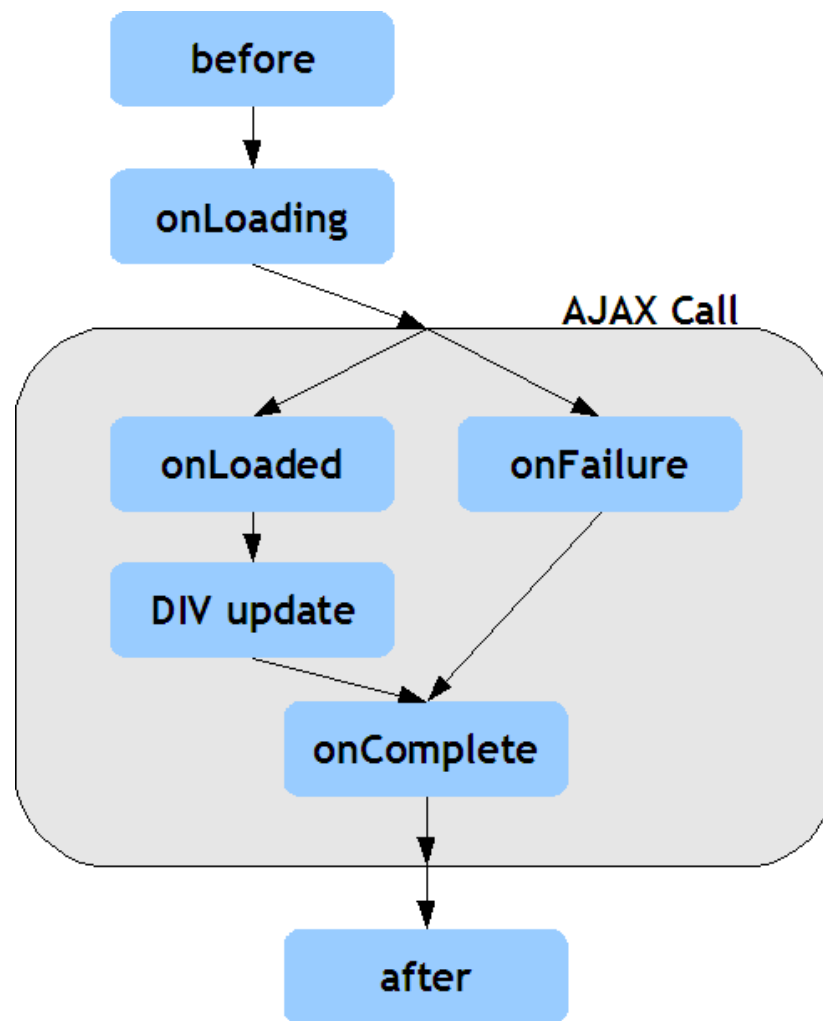 before
onLoading
AJAX Call
onLoaded
onFailure
DIV update
onComplete
after